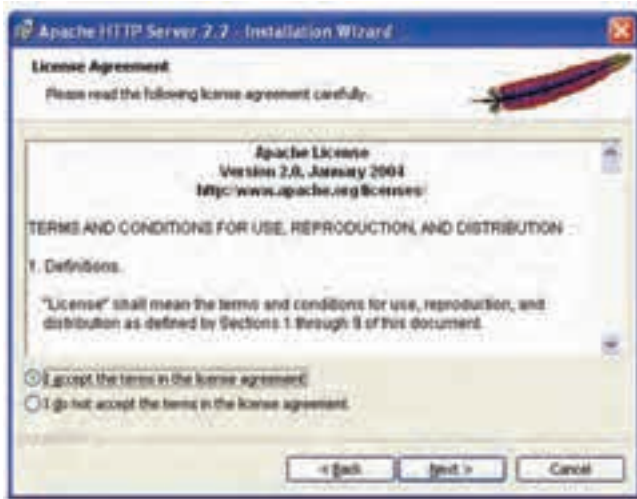 Apache HTTP Server 2.2 - Installation Wizard
License Agreement
Please read the following license agreement carefully.
Apache License
Version 2.0, January 2004
http://www.apache.org/licenses/
TERMS AND CONDITIONS FOR USE, REPRODUCTION, AND DISTRIBUTION
1. Definitions.
"License" shall mean the terms and conditions for use, reproduction, and
distribution as defined by Sections 1 through 9 of this document.
I accept the terms in the license agreement
I do not accept the terms in the license agreement
< Back
Next >
Cancel